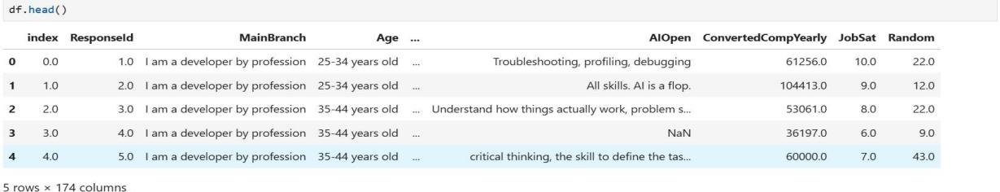 df.head()
index ResponseId MainBranch Age ... AIOpen ConvertedCompYearly JobSat Random
0 0.0 1.0 I am a developer by profession 25-34 years old ... Troubleshooting, profiling, debugging 61256.0 10.0 22.0
1 1.0 2.0 I am a developer by profession 25-34 years old ... All skills. AI is a flop. 104413.0 9.0 12.0
2 2.0 3.0 I am a developer by profession 35-44 years old ... Understand how things actually work, problem s... 53061.0 8.0 22.0
3 3.0 4.0 I am a developer by profession 35-44 years old ... NaN 36197.0 6.0 9.0
4 4.0 5.0 I am a developer by profession 35-44 years old ... critical thinking, the skill to define the tas... 60000.0 7.0 43.0
5 rows × 174 columns